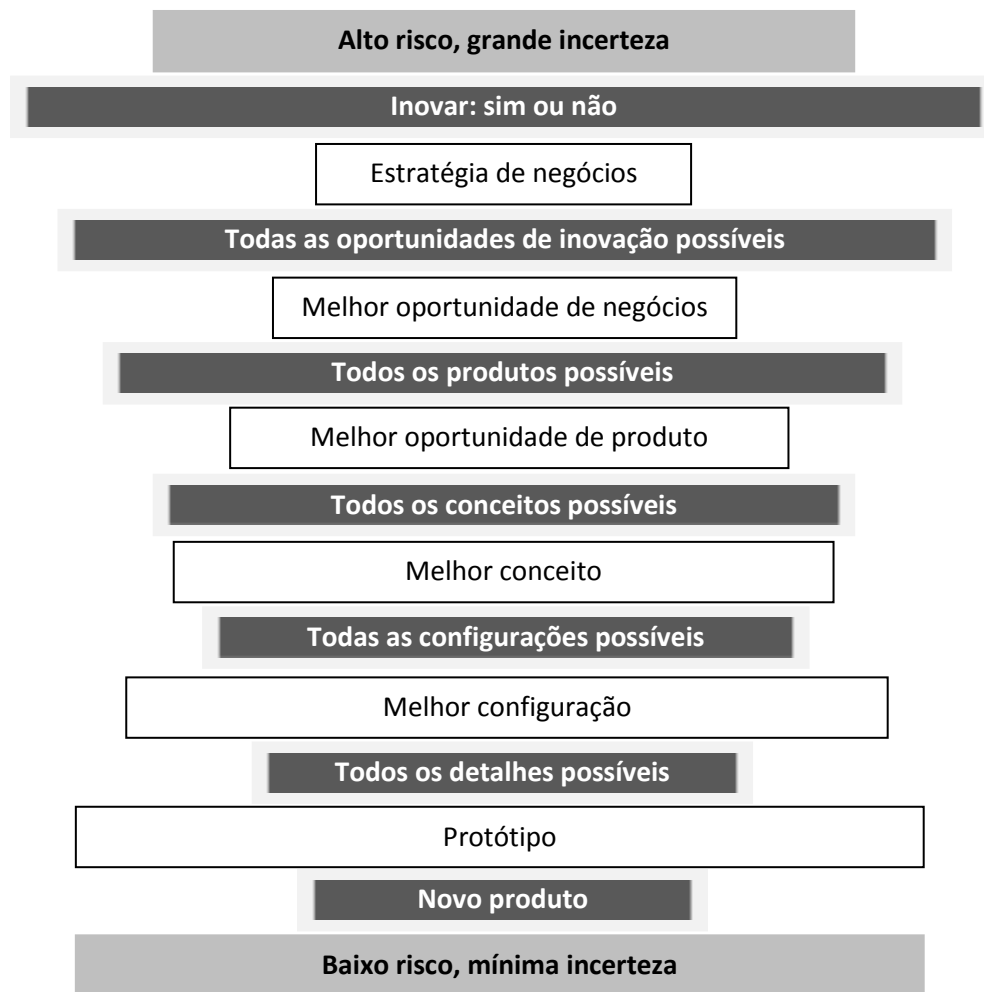 Alto risco, grande incerteza
Inovar: sim ou não
Estratégia de negócios
Todas as oportunidades de inovação possíveis
Melhor oportunidade de negócios
Todos os produtos possíveis
Melhor oportunidade de produto
Todos os conceitos possíveis
Melhor conceito
Todas as configurações possíveis
Melhor configuração
Todos os detalhes possíveis
Protótipo
Novo produto
Baixo risco, mínima incerteza